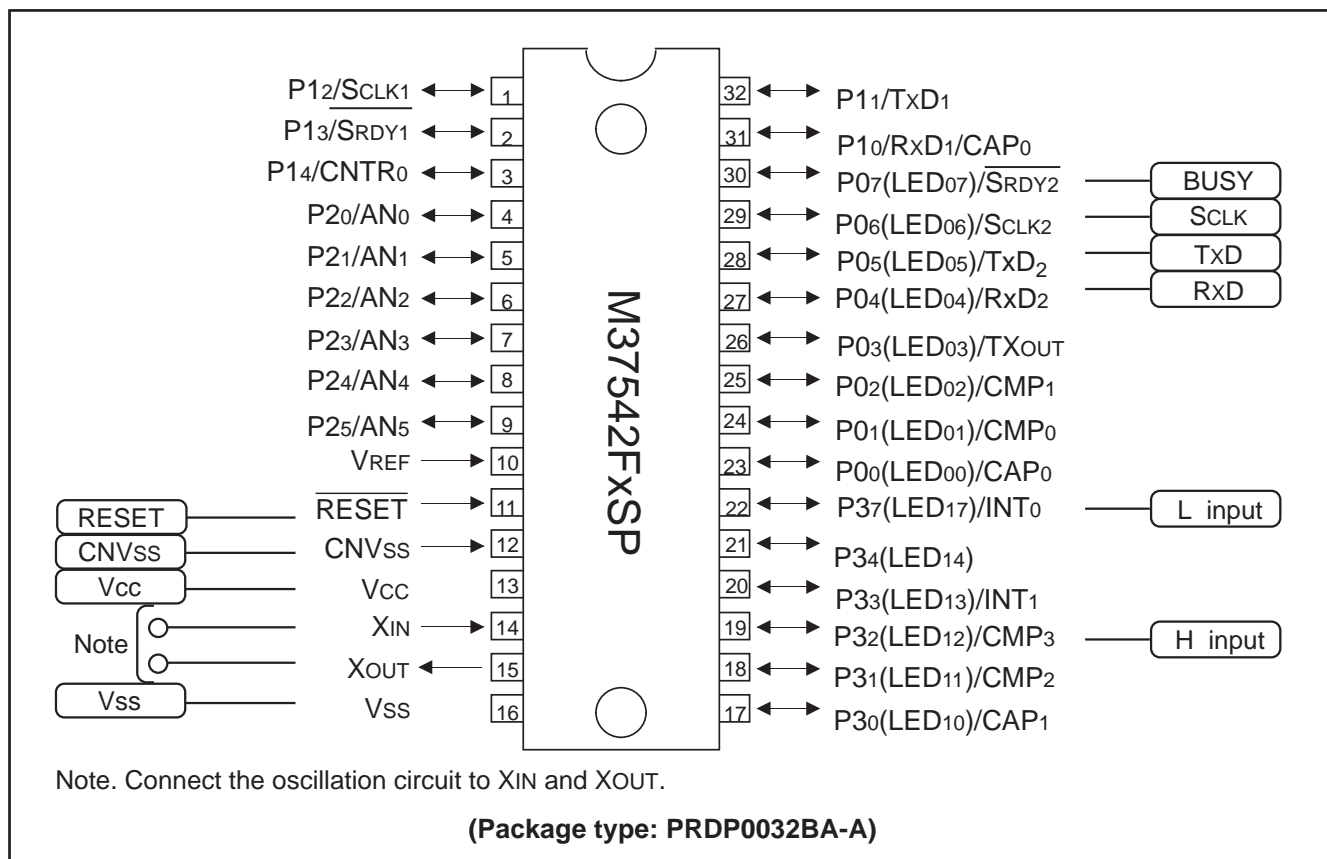 P12/SCLK1 1
P13/SRDY1 2
P14/CNTR0 3
P20/AN0 4
P21/AN1 5
P22/AN2 6
P23/AN3 7
P24/AN4 8
P25/AN5 9
VREF 10
RESET RESET 11
CNVSS CNVSS 12
Vcc Vcc 13
Note XIN 14
XOUT 15
Vss Vss 16
M37542FxSP
32 P11/TxD1
31 P10/RxD1/CAP0
30 P07(LED07)/SRDY2 BUSY
29 P06(LED06)/SCLK2 SCLK
28 P05(LED05)/TxD2 TxD
27 P04(LED04)/RxD2 RxD
26 P03(LED03)/TXOUT
25 P02(LED02)/CMP1
24 P01(LED01)/CMP0
23 P00(LED00)/CAP0
22 P37(LED17)/INT0 L input
21 P34(LED14)
20 P33(LED13)/INT1
19 P32(LED12)/CMP3 H input
18 P31(LED11)/CMP2
17 P30(LED10)/CAP1
Note. Connect the oscillation circuit to XIN and XOUT.
(Package type: PRDP0032BA-A)